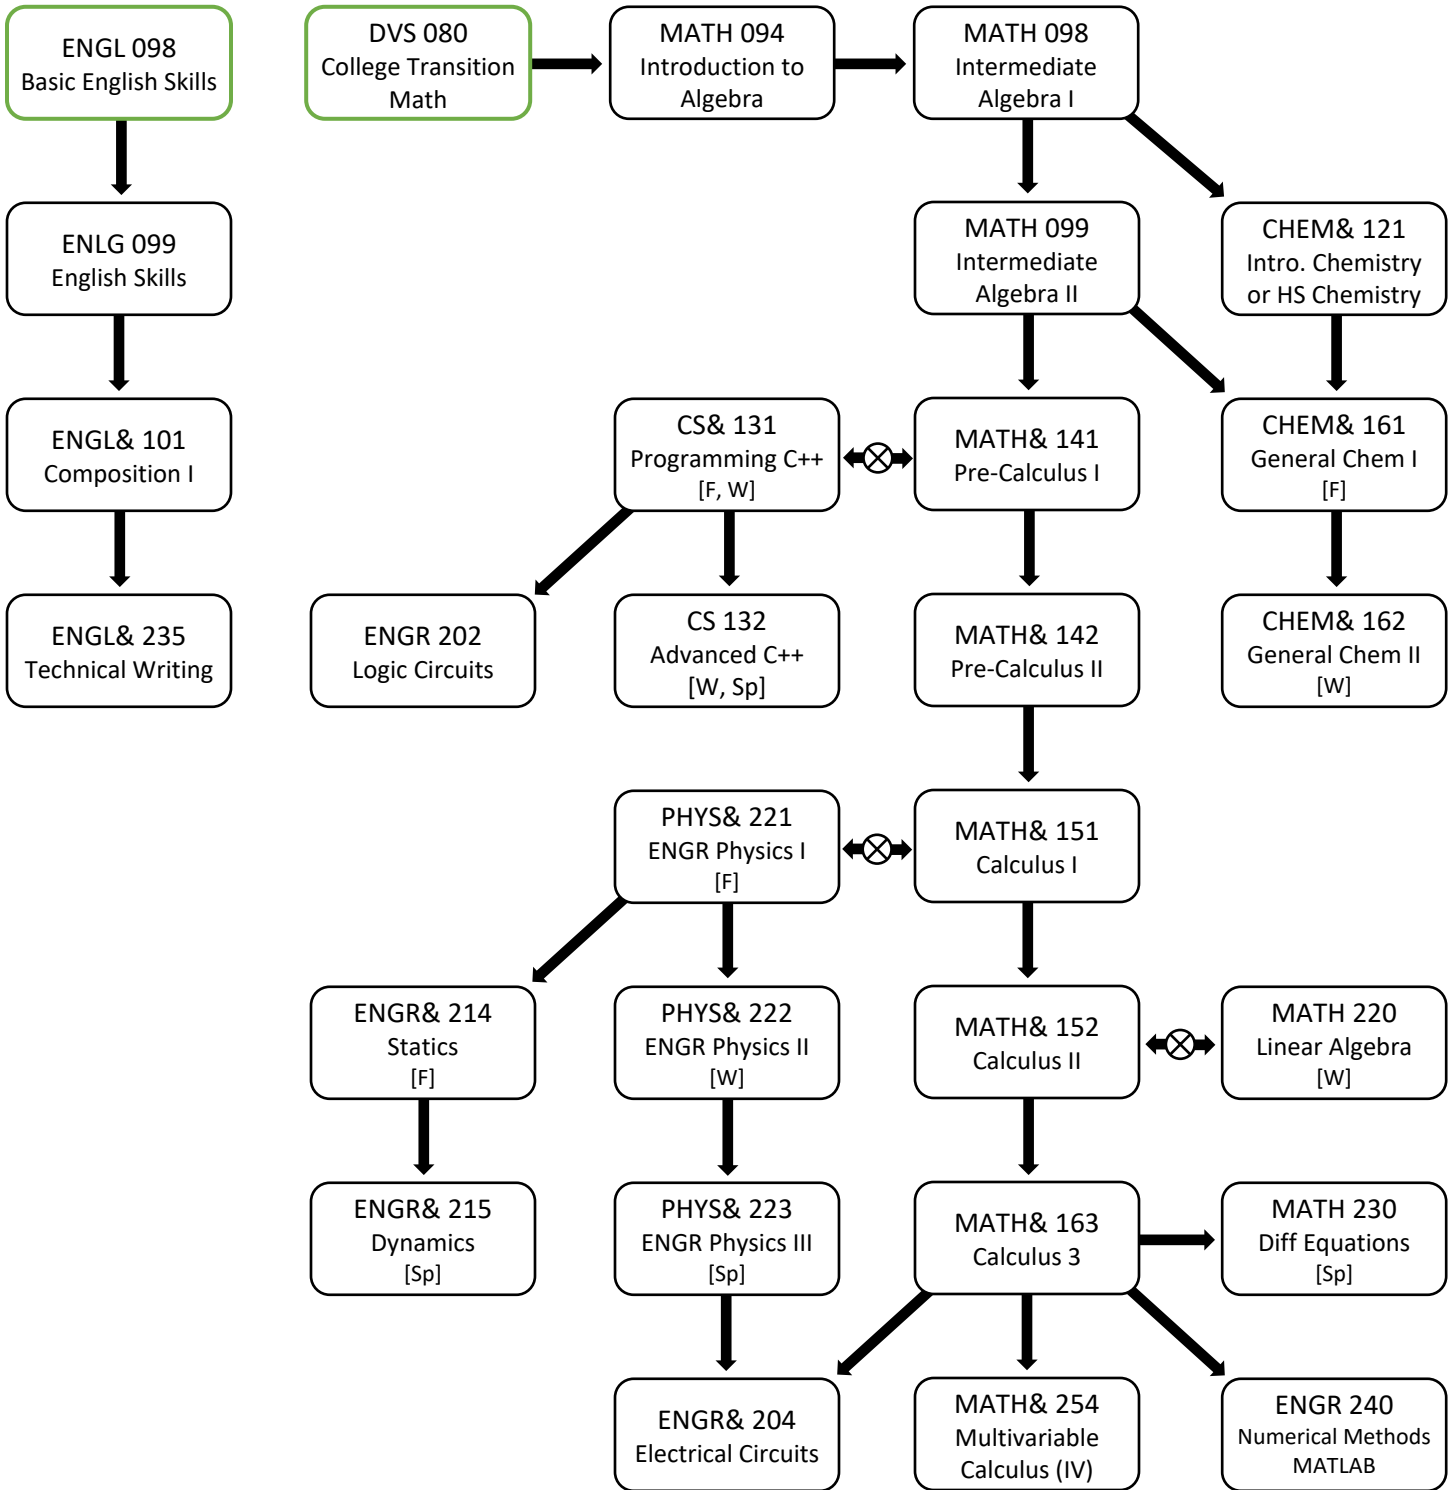 ENGL 098
Basic English Skills
DVS 080
College Transition
Math
MATH 094
Introduction to
Algebra
MATH 098
Intermediate
Algebra I
ENLG 099
English Skills
MATH 099
Intermediate
Algebra II
CHEM& 121
Intro. Chemistry
or HS Chemistry
ENGL& 101
Composition I
CS& 131
Programming C++
[F, W]
MATH& 141
Pre-Calculus I
CHEM& 161
General Chem I
[F]
ENGL& 235
Technical Writing
ENGR 202
Logic Circuits
CS 132
Advanced C++
[W, Sp]
MATH& 142
Pre-Calculus II
CHEM& 162
General Chem II
[W]
PHYS& 221
ENGR Physics I
[F]
MATH& 151
Calculus I
ENGR& 214
Statics
[F]
PHYS& 222
ENGR Physics II
[W]
MATH& 152
Calculus II
MATH 220
Linear Algebra
[W]
ENGR& 215
Dynamics
[Sp]
PHYS& 223
ENGR Physics III
[Sp]
MATH& 163
Calculus 3
MATH 230
Diff Equations
[Sp]
ENGR& 204
Electrical Circuits
MATH& 254
Multivariable
Calculus (IV)
ENGR 240
Numerical Methods
MATLAB